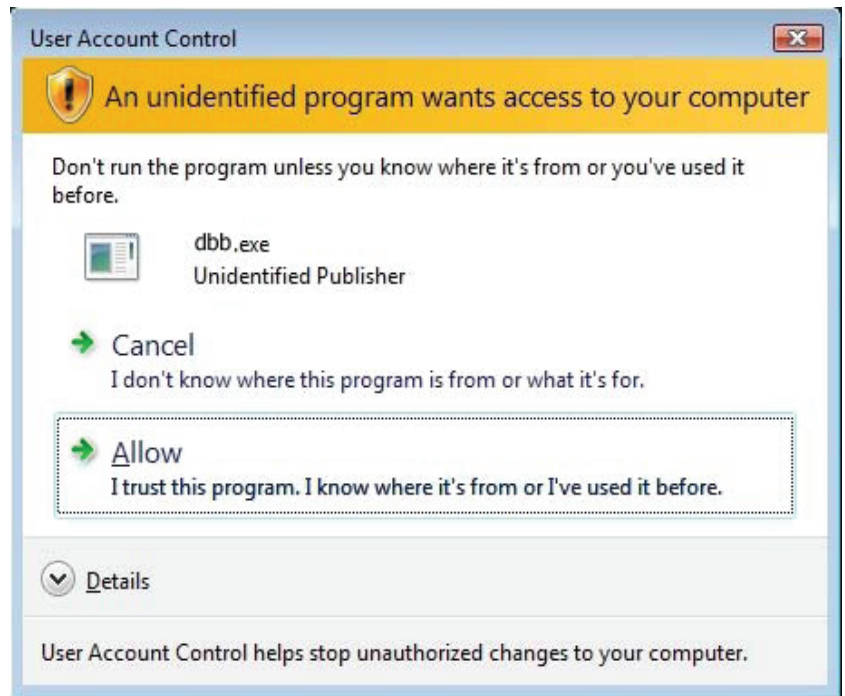 User Account Control
An unidentified program wants access to your computer
Don't run the program unless you know where it's from or you've used it
before.
dbb.exe
Unidentified Publisher
Cancel
I don't know where this program is from or what it's for.
Allow
I trust this program. I know where it's from or I've used it before.
Details
User Account Control helps stop unauthorized changes to your computer.